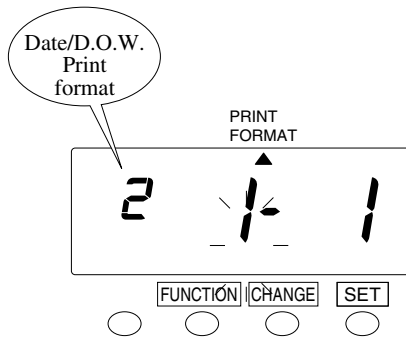 Date/D.O.W.
Print
format
PRINT
FORMAT
2 1- 1
FUNCTION CHANGE SET